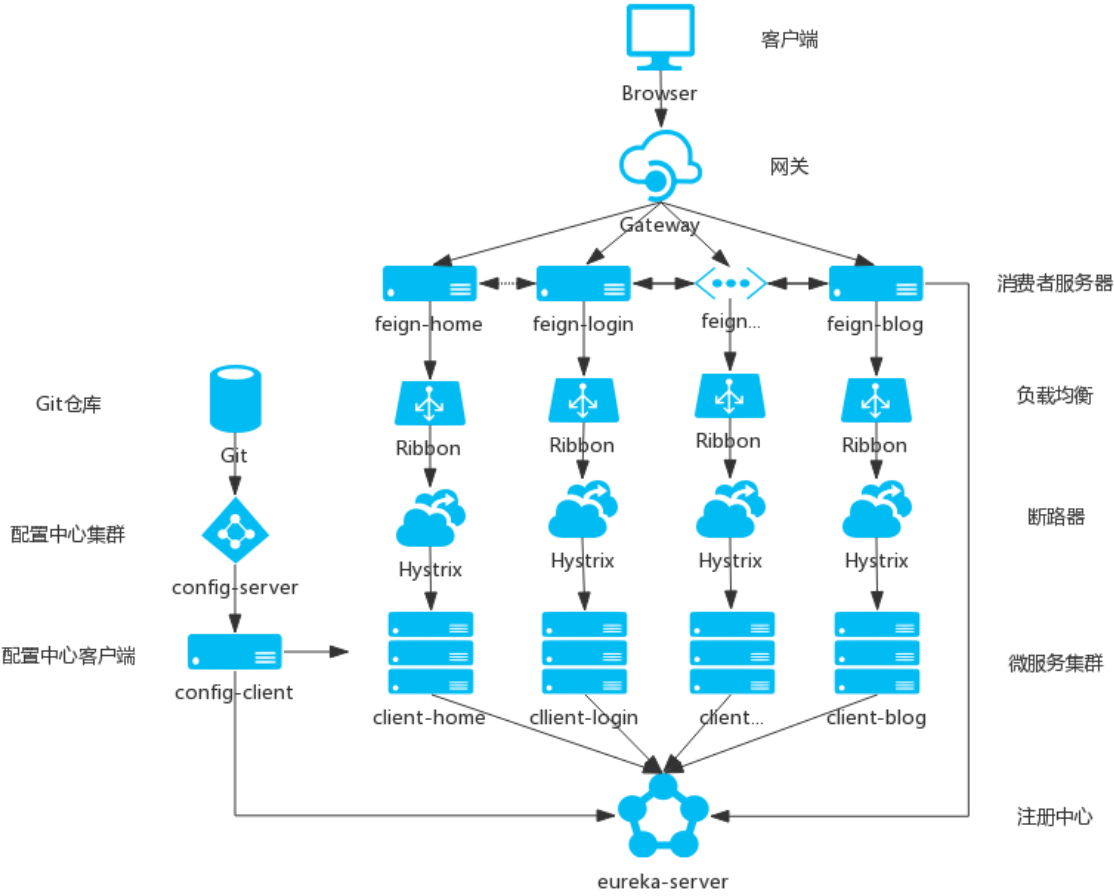 客户端
Browser
网关
Gateway
消费者服务器
feign-home
feign-login
feign...
feign-blog
Git仓库
负载均衡
Git
Ribbon
Ribbon
Ribbon
Ribbon
配置中心集群
断路器
Hystrix
Hystrix
Hystrix
Hystrix
config-server
配置中心客户端
微服务集群
config-client
client-home
cllient-login
client...
client-blog
注册中心
eureka-server